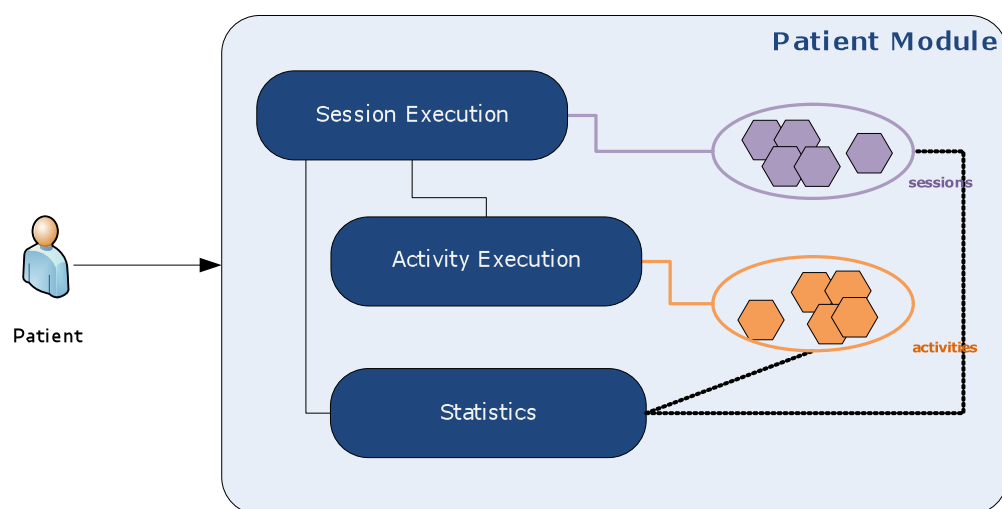 Patient Module
Session Execution
sessions
Activity Execution
Patient
activities
Statistics